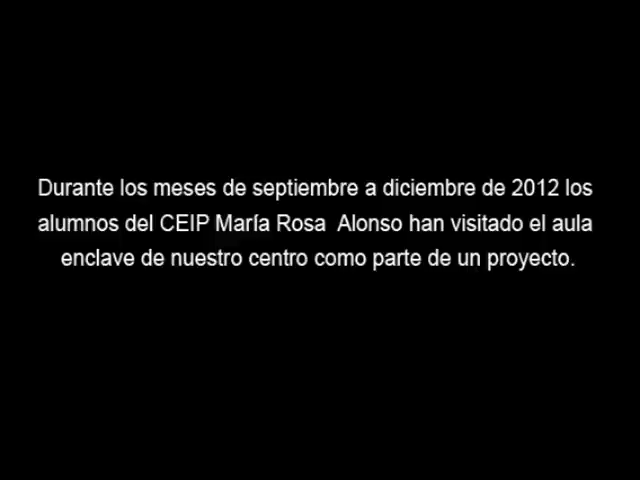 Durante los meses de septiembre a diciembre de 2012 los
alumnos del CEIP María Rosa  Alonso han visitado el aula
enclave de nuestro centro como parte de un proyecto.